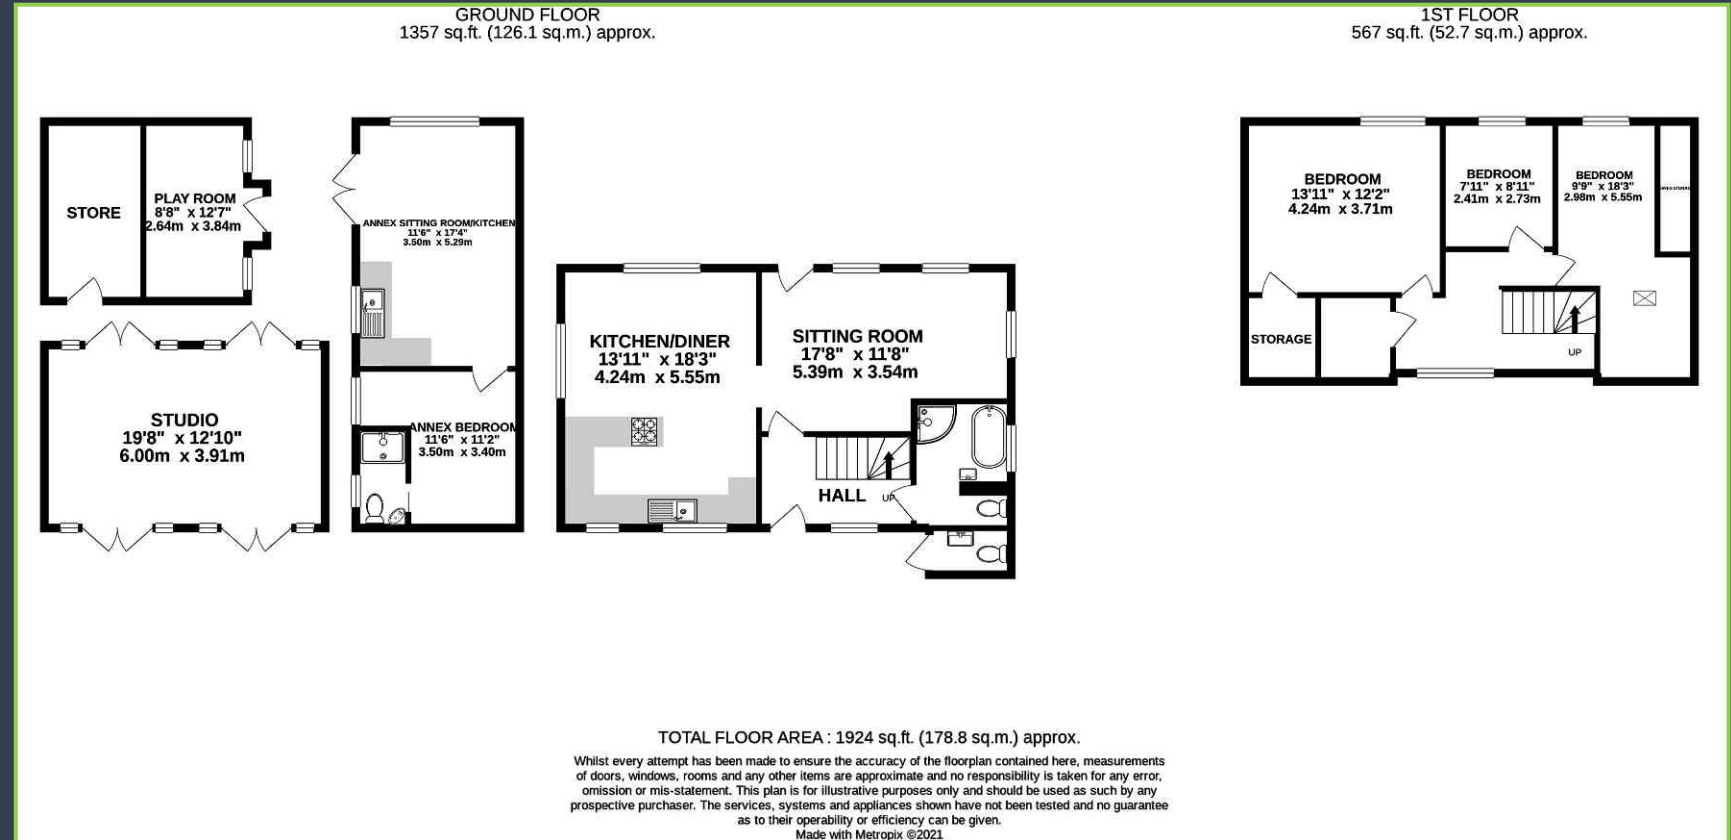 GROUND FLOOR
1357 sq.ft. (126.1 sq.m.) approx.
1ST FLOOR
567 sq.ft. (52.7 sq.m.) approx.
STORE
PLAY ROOM
8'8" x 12'7"
2.64m x 3.84m
ANNEX SITTING ROOM/KITCHEN
11'6" x 17'4"
3.50m x 5.29m
STUDIO
19'8" x 12'10"
6.00m x 3.91m
ANNEX BEDROOM
11'6" x 11'2"
3.50m x 3.40m
KITCHEN/DINER
13'11" x 18'3"
4.24m x 5.55m
SITTING ROOM
17'8" x 11'8"
5.39m x 3.54m
HALL
UP
BEDROOM
13'11" x 12'2"
4.24m x 3.71m
BEDROOM
7'11" x 8'11"
2.41m x 2.73m
BEDROOM
9'9" x 18'3"
2.98m x 5.55m
STORAGE
UP
TOTAL FLOOR AREA : 1924 sq.ft. (178.8 sq.m.) approx.
Whilst every attempt has been made to ensure the accuracy of the floorplan contained here, measurements
of doors, windows, rooms and any other items are approximate and no responsibility is taken for any error,
omission or mis-statement. This plan is for illustrative purposes only and should be used as such by any
prospective purchaser. The services, systems and appliances shown have not been tested and no guarantee
as to their operability or efficiency can be given.
Made with Metropix ©2021